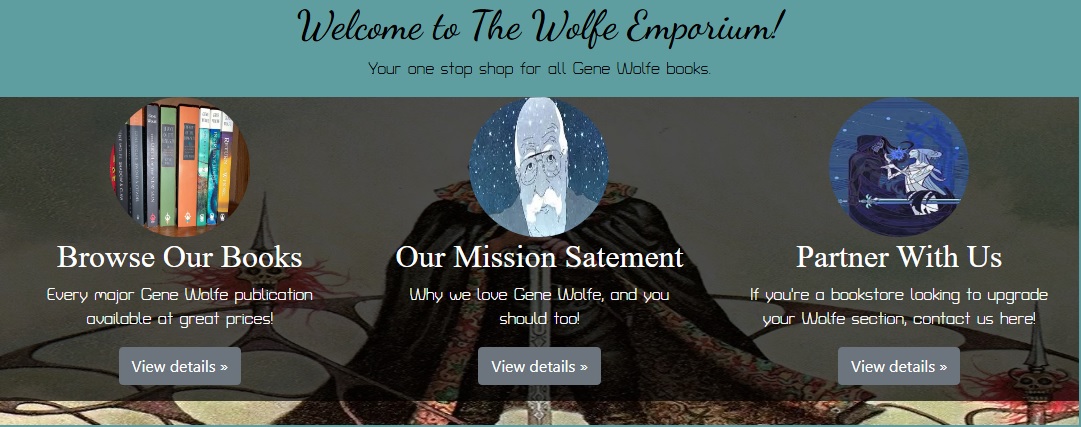 Welcome to The Wolfe Emporium!
Your one stop shop for all Gene Wolfe books.
Browse Our Books
Every major Gene Wolfe publication
available at great prices!
View details »
Our Mission Satement
Why we love Gene Wolfe, and you
should too!
View details »
Partner With Us
If you're a bookstore looking to upgrade
your Wolfe section, contact us here!
View details »